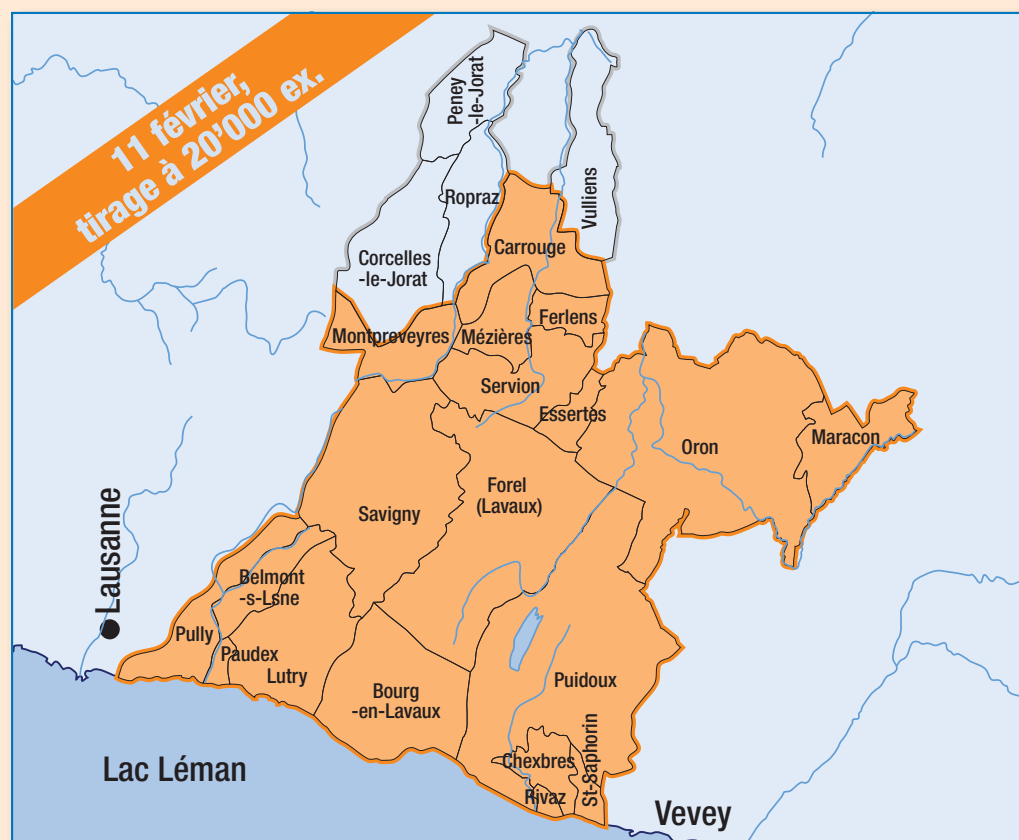 11 février,
tirage à 20’000 ex.
Peney
-le-Jorat
Ropraz
Vulliens
Corcelles
-le-Jorat
Carrouge
Montpreveyres
Mézières
Ferlens
Servion
Essertes
Oron
Maracon
Savigny
Forel
(Lavaux)
Lausanne
Belmont
-s-Lsne
Pully
Paudex
Lutry
Bourg
-en-Lavaux
Puidoux
Chexbres
St-Saphorin
Rivaz
Lac Léman
Vevey